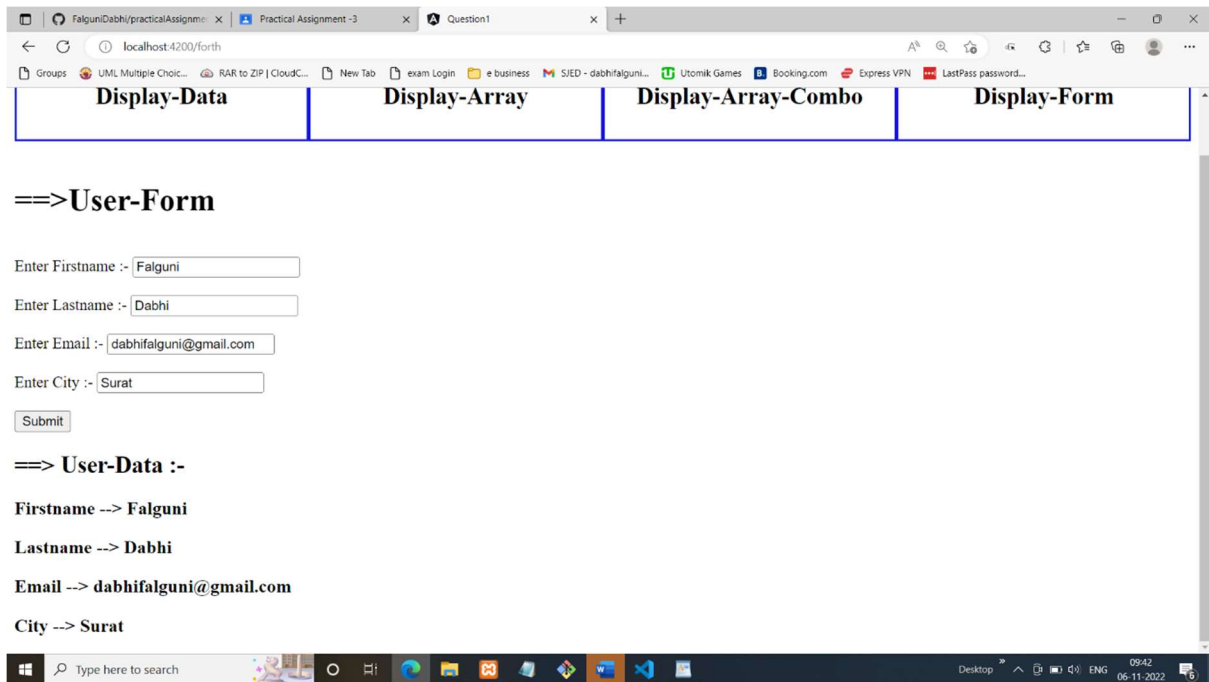 FalguniDabhi/practicalAssignme
Practical Assignment -3
Question1
localhost:4200/forth
Groups
UML Multiple Choic...
RAR to ZIP | CloudC...
New Tab
exam Login
e business
SJED - dabhifalguni...
Utomik Games
Booking.com
Express VPN
LastPass password...
Display-Data
Display-Array
Display-Array-Combo
Display-Form
==>User-Form
Enter Firstname :- Falguni
Enter Lastname :- Dabhi
Enter Email :- dabhifalguni@gmail.com
Enter City :- Surat
Submit
==> User-Data :-
Firstname --> Falguni
Lastname --> Dabhi
Email --> dabhifalguni@gmail.com
City --> Surat
Type here to search
Desktop
ENG
09:42
06-11-2022